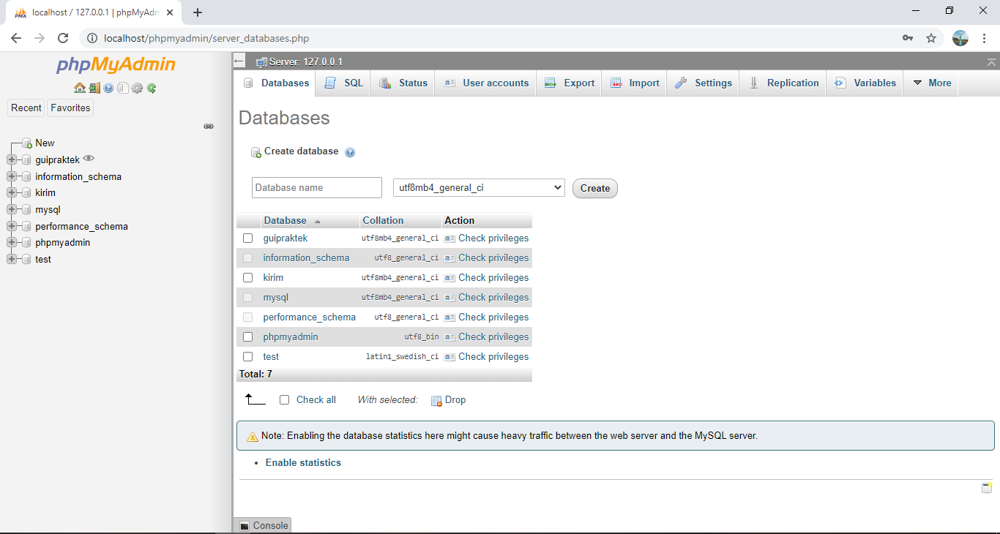 localhost / 127.0.0.1 | phpMyAdm
localhost/phpmyadmin/server_databases.php
phpMyAdmin
Recent Favorites
New
guipraktek
information_schema
kirim
mysql
performance_schema
phpmyadmin
test
Server: 127.0.0.1
Databases SQL Status User accounts Export Import Settings Replication Variables More
Databases
Create database
Database name utf8mb4_general_ci Create
Database Collation Action
guipraktek utf8mb4_general_ci Check privileges
information_schema utf8_general_ci Check privileges
kirim utf8mb4_general_ci Check privileges
mysql utf8mb4_general_ci Check privileges
performance_schema utf8_general_ci Check privileges
phpmyadmin utf8_bin Check privileges
test latin1_swedish_ci Check privileges
Total: 7
Check all With selected: Drop
Note: Enabling the database statistics here might cause heavy traffic between the web server and the MySQL server.
• Enable statistics
Console